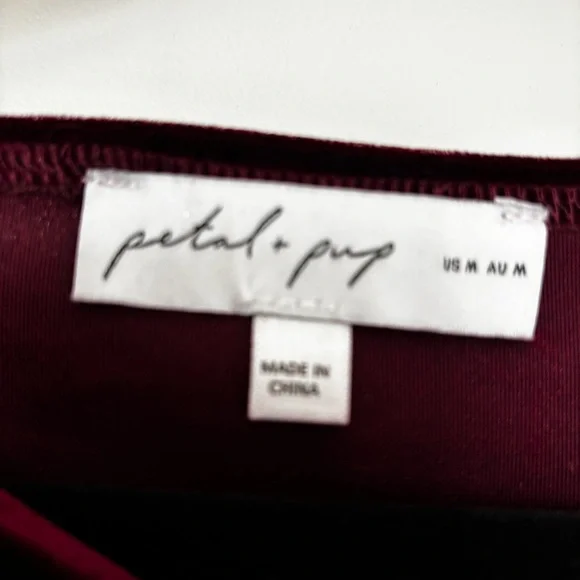 petal + pup
US M AU M
MADE IN
CHINA